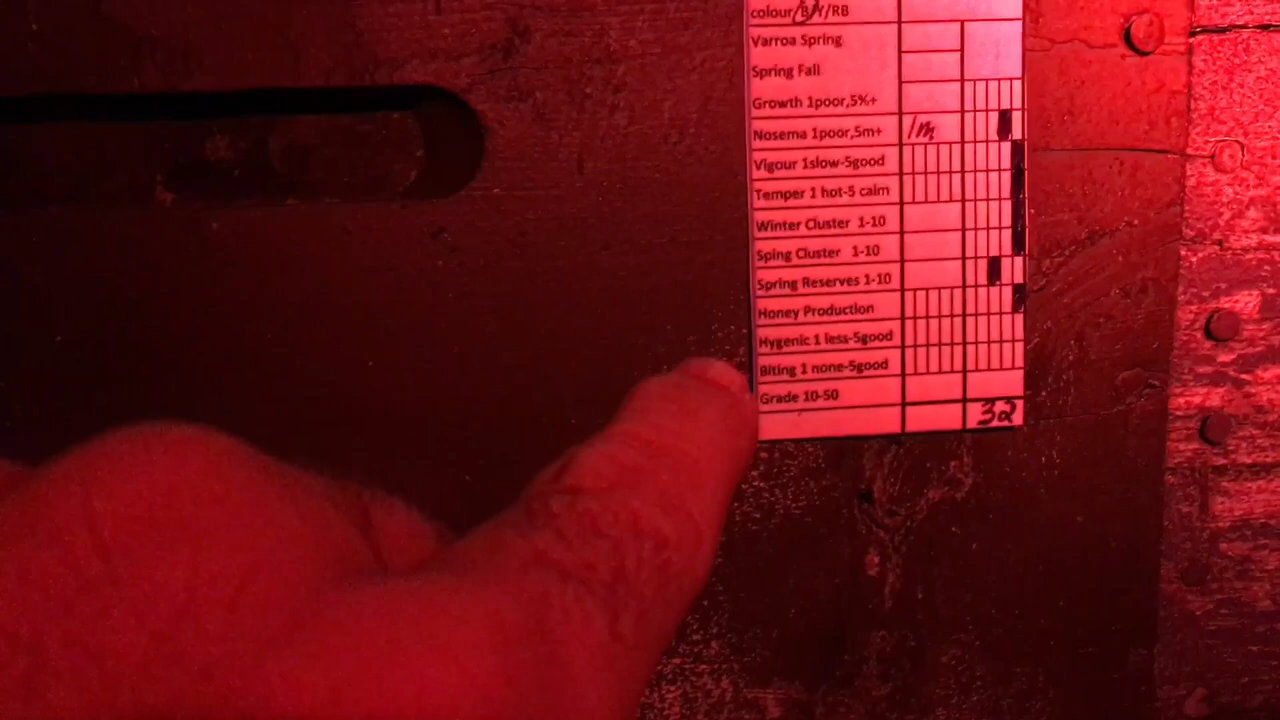 colour/B/Y/RB
Varroa Spring
Spring Fall
Growth 1poor,5%+
Nosema 1poor,5m+ 1m
Vigour 1slow-5good
Temper 1 hot-5 calm
Winter Cluster 1-10
Sping Cluster 1-10
Spring Reserves 1-10
Honey Production
Hygenic 1 less-5good
Biting 1 none-5good
Grade 10-50
32